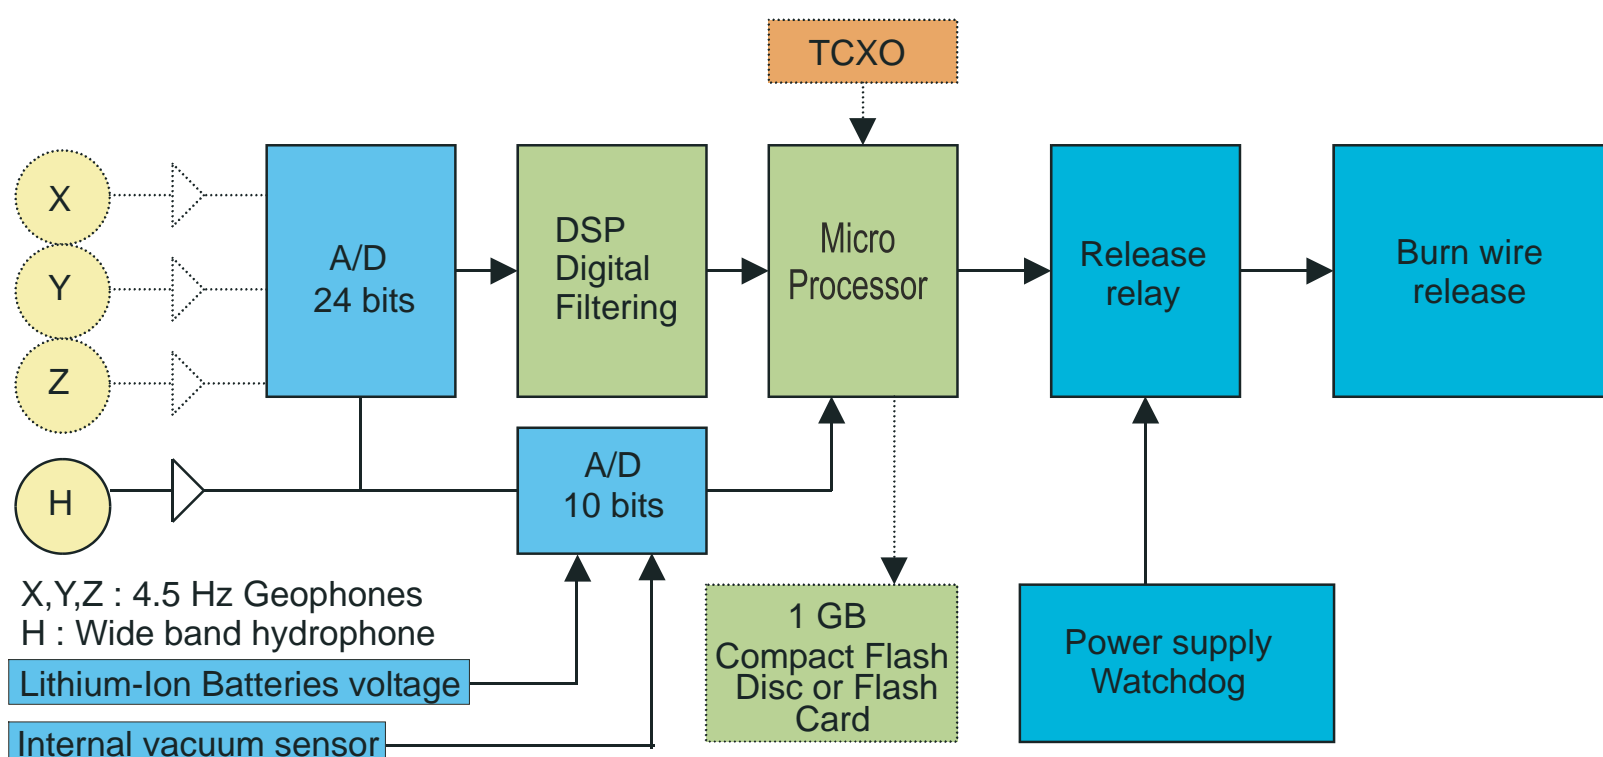 TCXO
X
Y
Z
H
A/D
24 bits
DSP
Digital
Filtering
Micro
Processor
Release
relay
Burn wire
release
A/D
10 bits
X,Y,Z : 4.5 Hz Geophones
H : Wide band hydrophone
Lithium-Ion Batteries voltage
Internal vacuum sensor
1 GB
Compact Flash
Disc or Flash
Card
Power supply
Watchdog